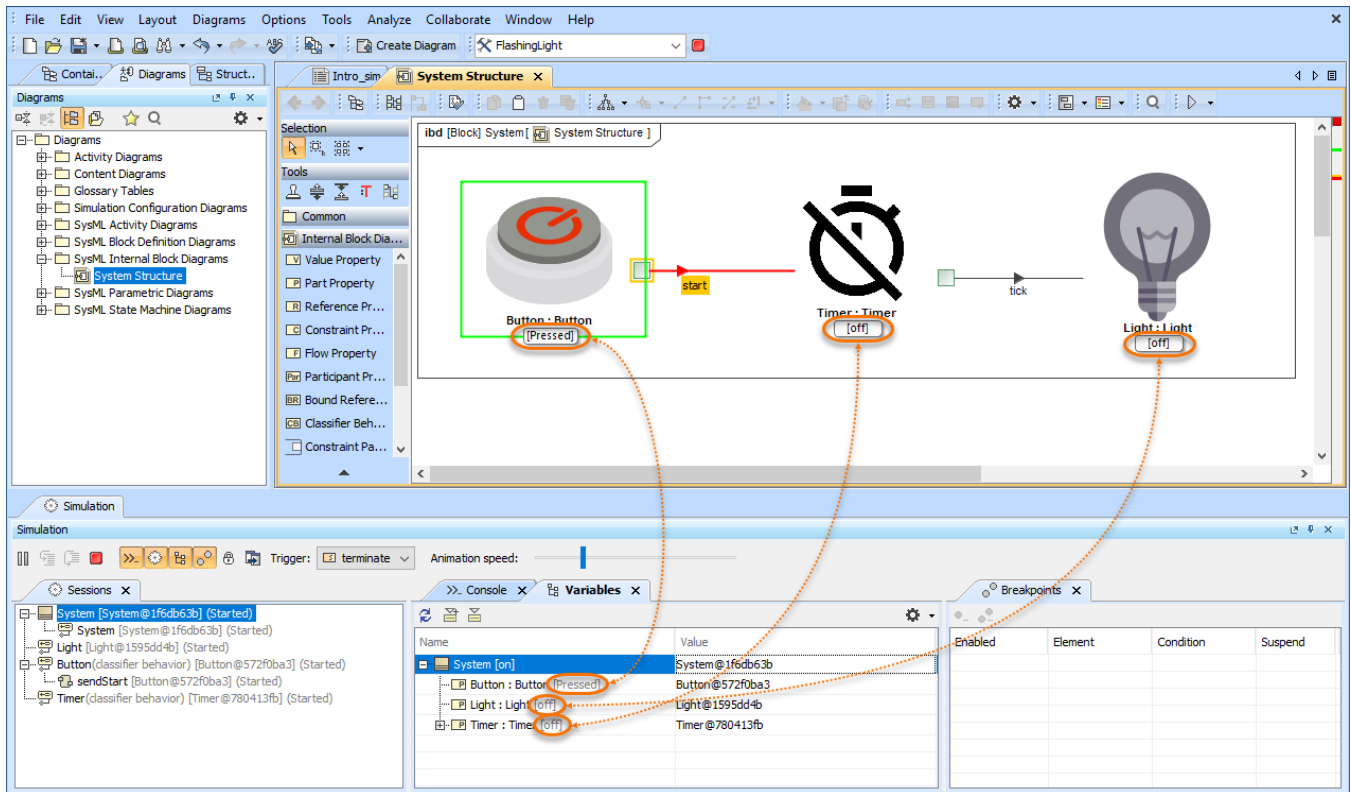 File Edit View Layout Diagrams Options Tools Analyze Collaborate Window Help
Create Diagram FlashingLight
Contai.. Diagrams Struct..
Diagrams
Diagrams
Activity Diagrams
Content Diagrams
Glossary Tables
Simulation Configuration Diagrams
SysML Activity Diagrams
SysML Block Definition Diagrams
SysML Internal Block Diagrams
System Structure
SysML Parametric Diagrams
SysML State Machine Diagrams
Intro_sim System Structure
Selection
Tools
Common
Internal Block Dia...
Value Property
Part Property
Reference Pr...
Constraint Pr...
Flow Property
Participant Pr...
Bound Refere...
Classifier Beh...
Constraint Pa...
ibd [Block] System[ System Structure ]
Button : Button
[Pressed]
start
Timer : Timer
[off]
tick
Light : Light
[off]
Simulation
Simulation
Trigger: terminate Animation speed:
Sessions
System [System@1f6db63b] (Started)
System [System@1f6db63b] (Started)
Light [Light@1595dd4b] (Started)
Button(classifier behavior) [Button@572f0ba3] (Started)
sendStart [Button@572f0ba3] (Started)
Timer(classifier behavior) [Timer@780413fb] (Started)
Console Variables
Name Value
System [on] System@1f6db63b
Button : Button [Pressed] Button@572f0ba3
Light : Light [off] Light@1595dd4b
Timer : Timer [off] Timer@780413fb
Breakpoints
Enabled Element Condition Suspend